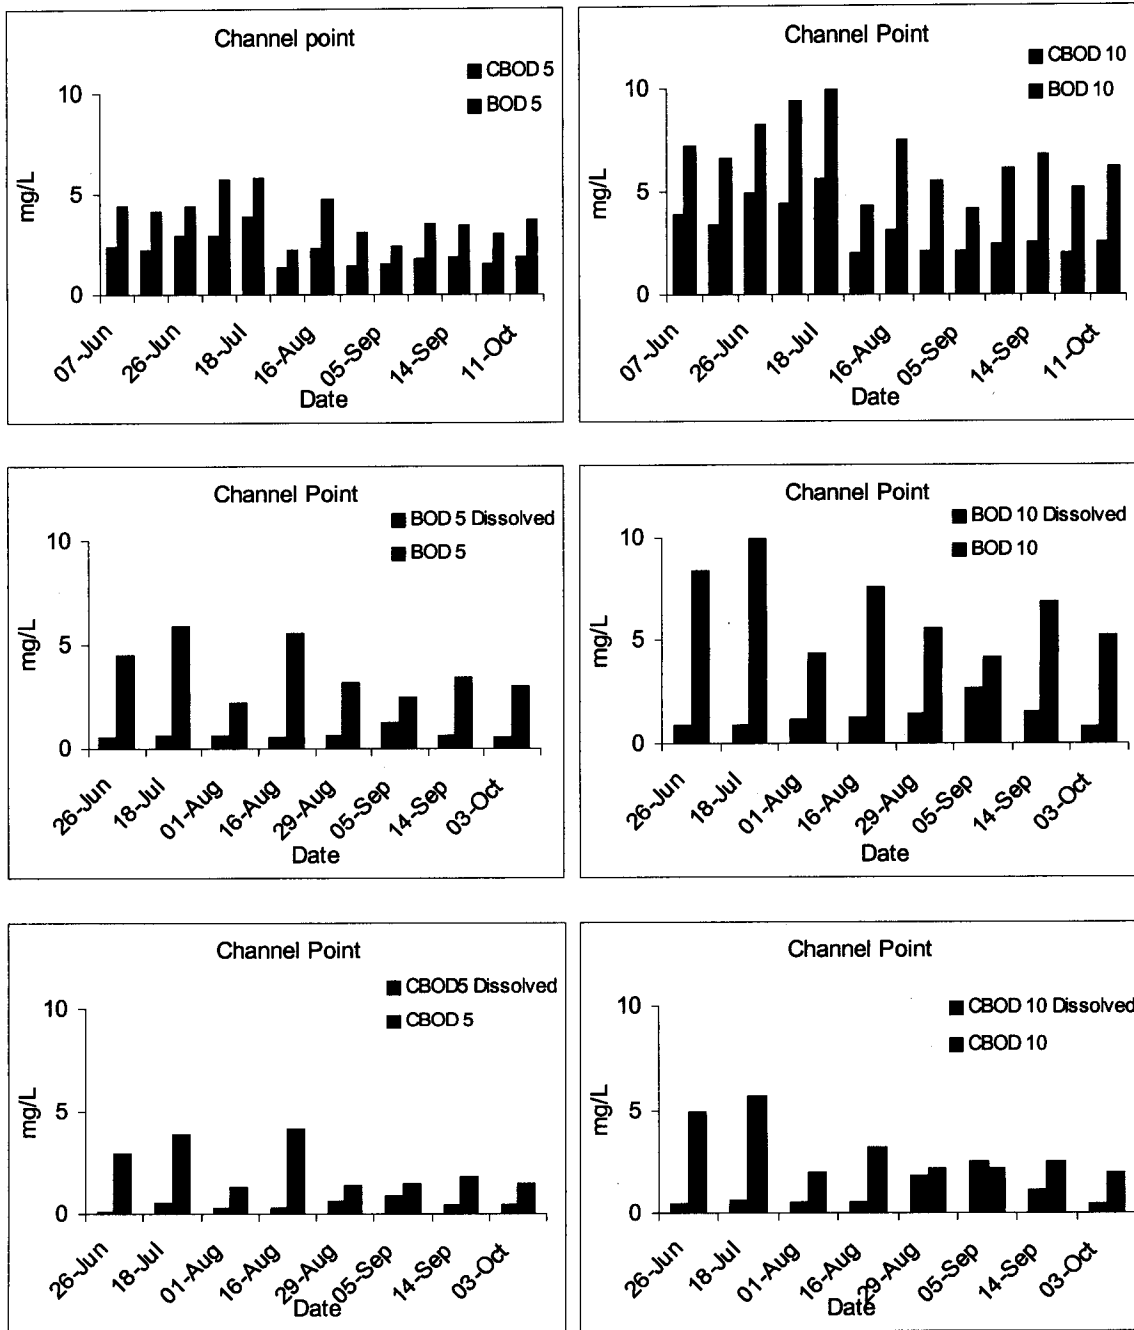 Channel point
CBOD 5
BOD 5
10
5
0
mg/L
07-Jun
26-Jun
18-Jul
16-Aug
05-Sep
14-Sep
11-Oct
Date
Channel Point
CBOD 10
BOD 10
10
5
0
mg/L
07-Jun
26-Jun
18-Jul
16-Aug
05-Sep
14-Sep
11-Oct
Date
Channel Point
BOD 5 Dissolved
BOD 5
10
5
0
mg/L
26-Jun
18-Jul
01-Aug
16-Aug
29-Aug
05-Sep
14-Sep
03-Oct
Date
Channel Point
BOD 10 Dissolved
BOD 10
10
5
0
mg/L
26-Jun
18-Jul
01-Aug
16-Aug
29-Aug
05-Sep
14-Sep
03-Oct
Date
Channel Point
CBOD5 Dissolved
CBOD 5
10
5
0
mg/L
26-Jun
18-Jul
01-Aug
16-Aug
29-Aug
05-Sep
14-Sep
03-Oct
Date
Channel Point
CBOD 10 Dissolved
CBOD 10
10
5
0
mg/L
26-Jun
18-Jul
01-Aug
16-Aug
29-Aug
05-Sep
14-Sep
03-Oct
Date